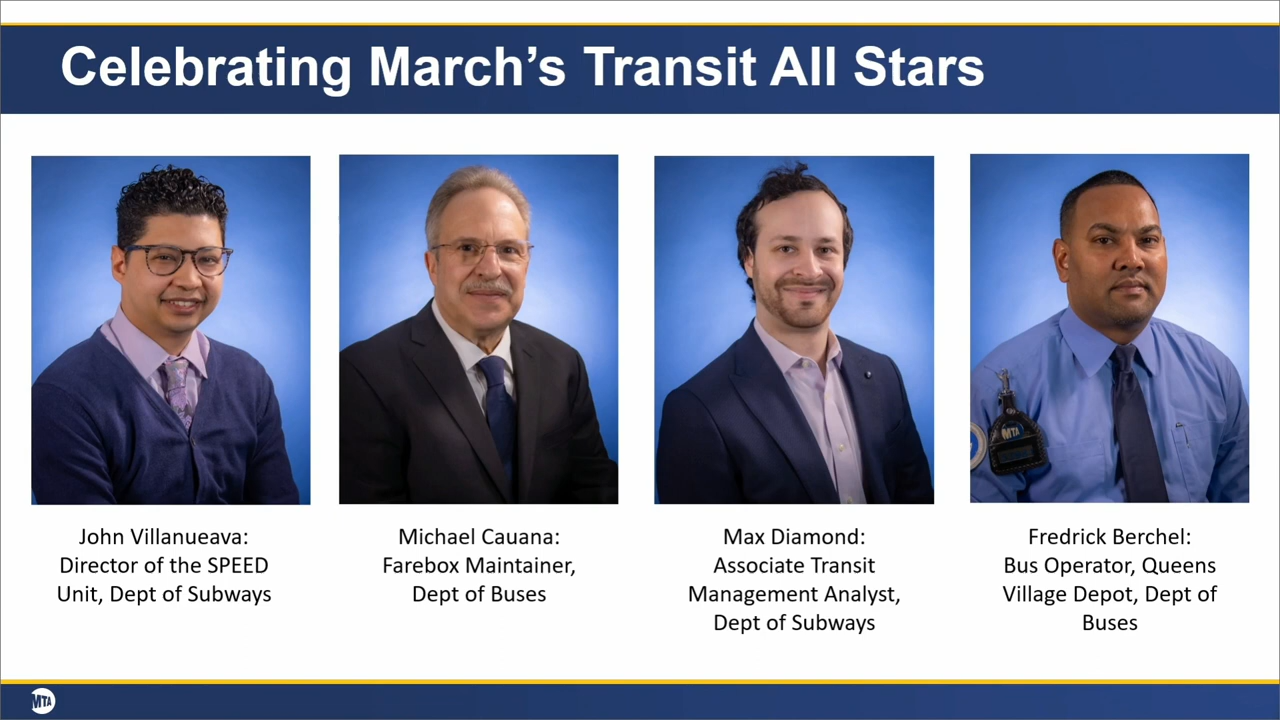 Celebrating March’s Transit All Stars
MTA
John Villanueava:
Director of the SPEED
Unit, Dept of Subways
Michael Cauana:
Farebox Maintainer,
Dept of Buses
Max Diamond:
Associate Transit
Management Analyst,
Dept of Subways
Fredrick Berchel:
Bus Operator, Queens
Village Depot, Dept of
Buses
MTA